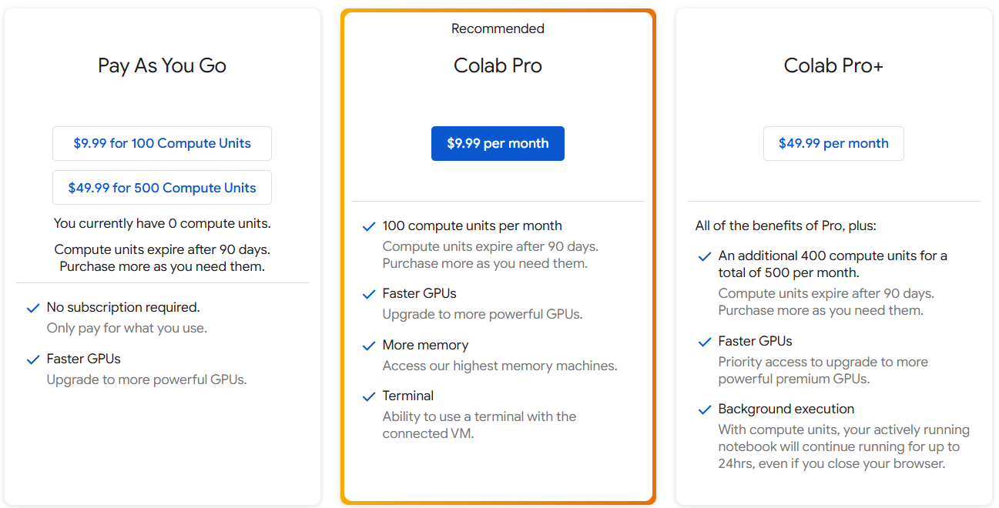 Pay As You Go
$9.99 for 100 Compute Units
$49.99 for 500 Compute Units
You currently have 0 compute units.
Compute units expire after 90 days.
Purchase more as you need them.
No subscription required.
Only pay for what you use.
Faster GPUs
Upgrade to more powerful GPUs.
Recommended
Colab Pro
$9.99 per month
100 compute units per month
Compute units expire after 90 days.
Purchase more as you need them.
Faster GPUs
Upgrade to more powerful GPUs.
More memory
Access our highest memory machines.
Terminal
Ability to use a terminal with the
connected VM.
Colab Pro+
$49.99 per month
All of the benefits of Pro, plus:
An additional 400 compute units for a
total of 500 per month.
Compute units expire after 90 days.
Purchase more as you need them.
Faster GPUs
Priority access to upgrade to more
powerful premium GPUs.
Background execution
With compute units, your actively running
notebook will continue running for up to
24hrs, even if you close your browser.